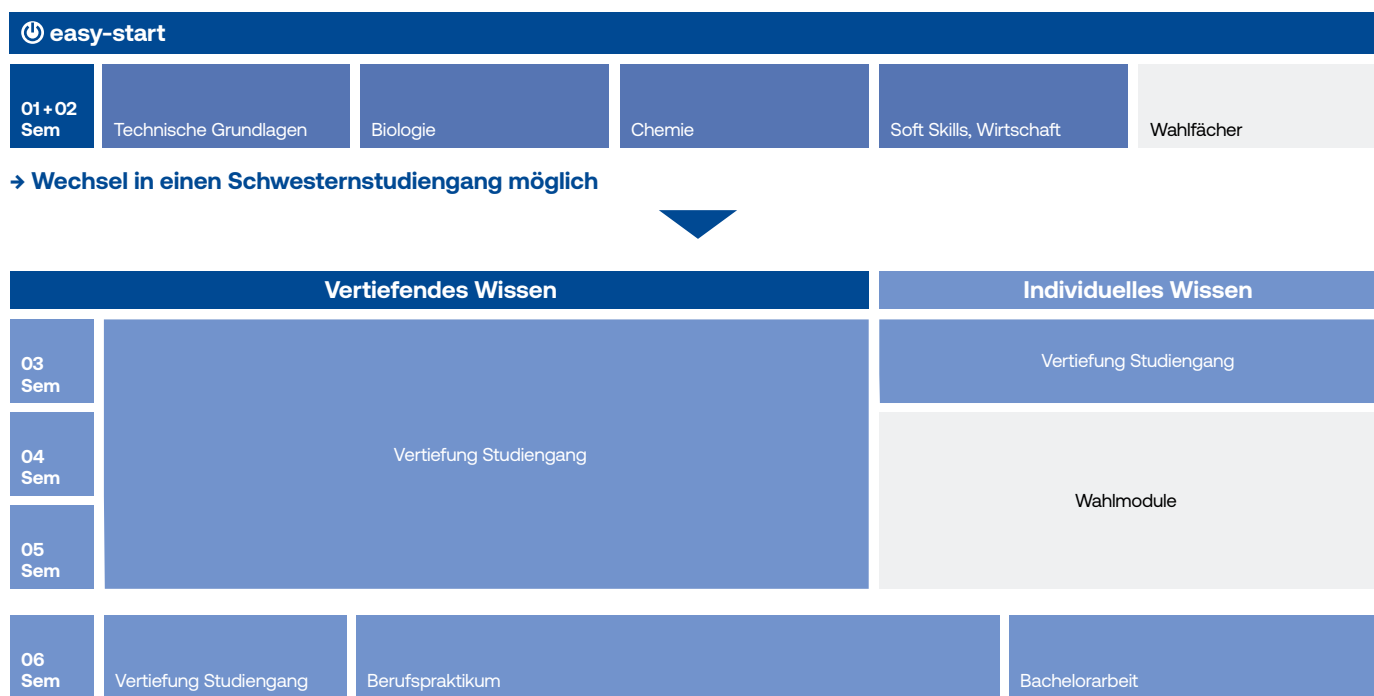 easy-start
01+02
Sem
Technische Grundlagen
Biologie
Chemie
Soft Skills, Wirtschaft
Wahlfächer
→ Wechsel in einen Schwesternstudiengang möglich
Vertiefendes Wissen
Individuelles Wissen
03
Sem
Vertiefung Studiengang
04
Sem
Vertiefung Studiengang
Wahlmodule
05
Sem
06
Sem
Vertiefung Studiengang
Berufspraktikum
Bachelorarbeit